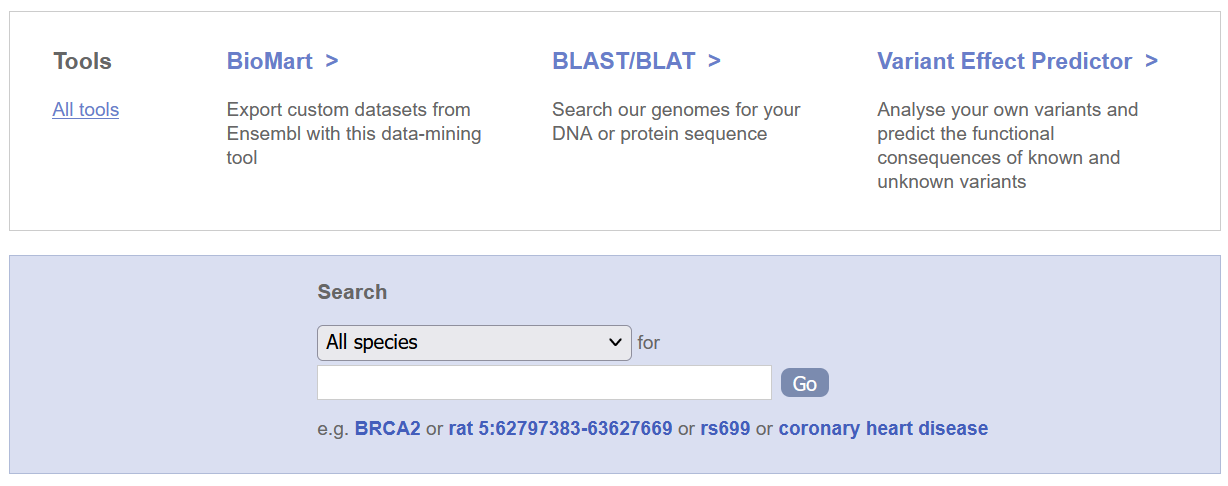 Tools
All tools
BioMart >
Export custom datasets from
Ensembl with this data-mining
tool
BLAST/BLAT >
Search our genomes for your
DNA or protein sequence
Variant Effect Predictor >
Analyse your own variants and
predict the functional
consequences of known and
unknown variants
Search
All species for
Go
e.g. BRCA2 or rat 5:62797383-63627669 or rs699 or coronary heart disease